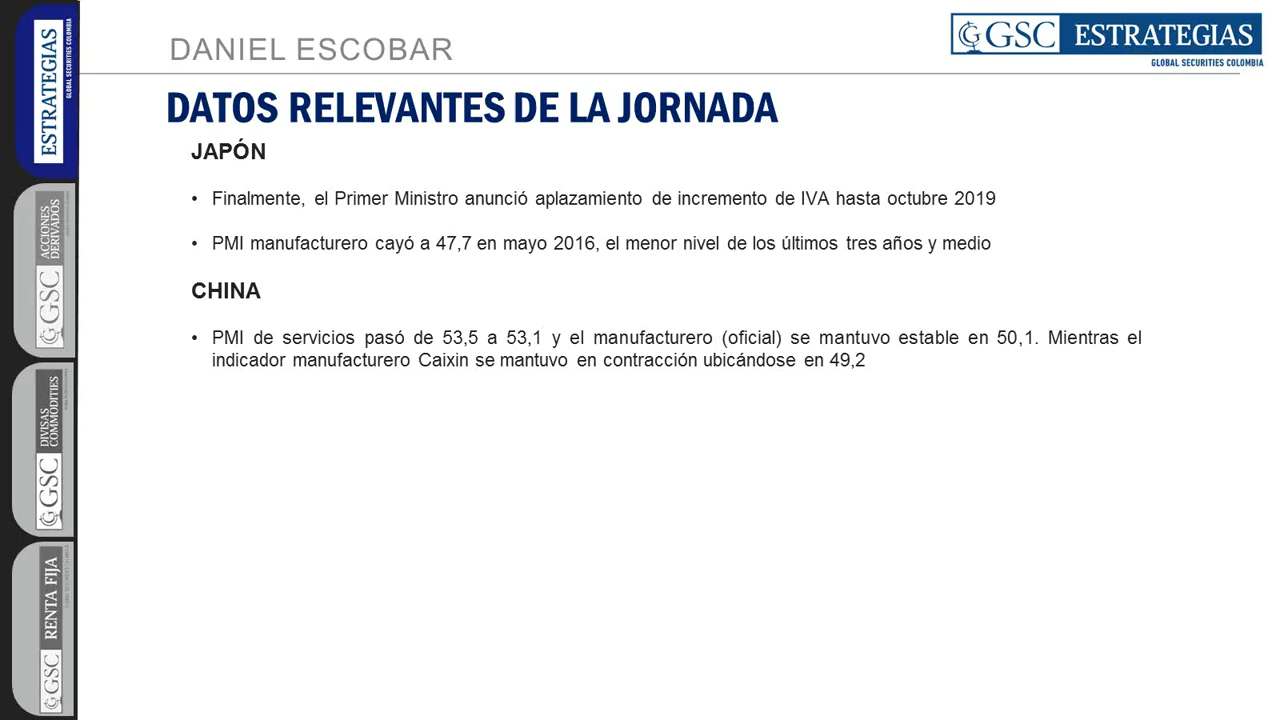 DANIEL ESCOBAR
GSC ESTRATEGIAS
GLOBAL SECURITIES COLOMBIA
DATOS RELEVANTES DE LA JORNADA
JAPÓN
• Finalmente, el Primer Ministro anunció aplazamiento de incremento de IVA hasta octubre 2019
• PMI manufacturero cayó a 47,7 en mayo 2016, el menor nivel de los últimos tres años y medio
CHINA
• PMI de servicios pasó de 53,5 a 53,1 y el manufacturero (oficial) se mantuvo estable en 50,1. Mientras el
indicador manufacturero Caixin se mantuvo en contracción ubicándose en 49,2
ESTRATEGIAS
GLOBAL SECURITIES COLOMBIA
GSC ACCIONES
DERIVADOS
GSC DIVISAS
COMMODITIES
GSC RENTA FIJA